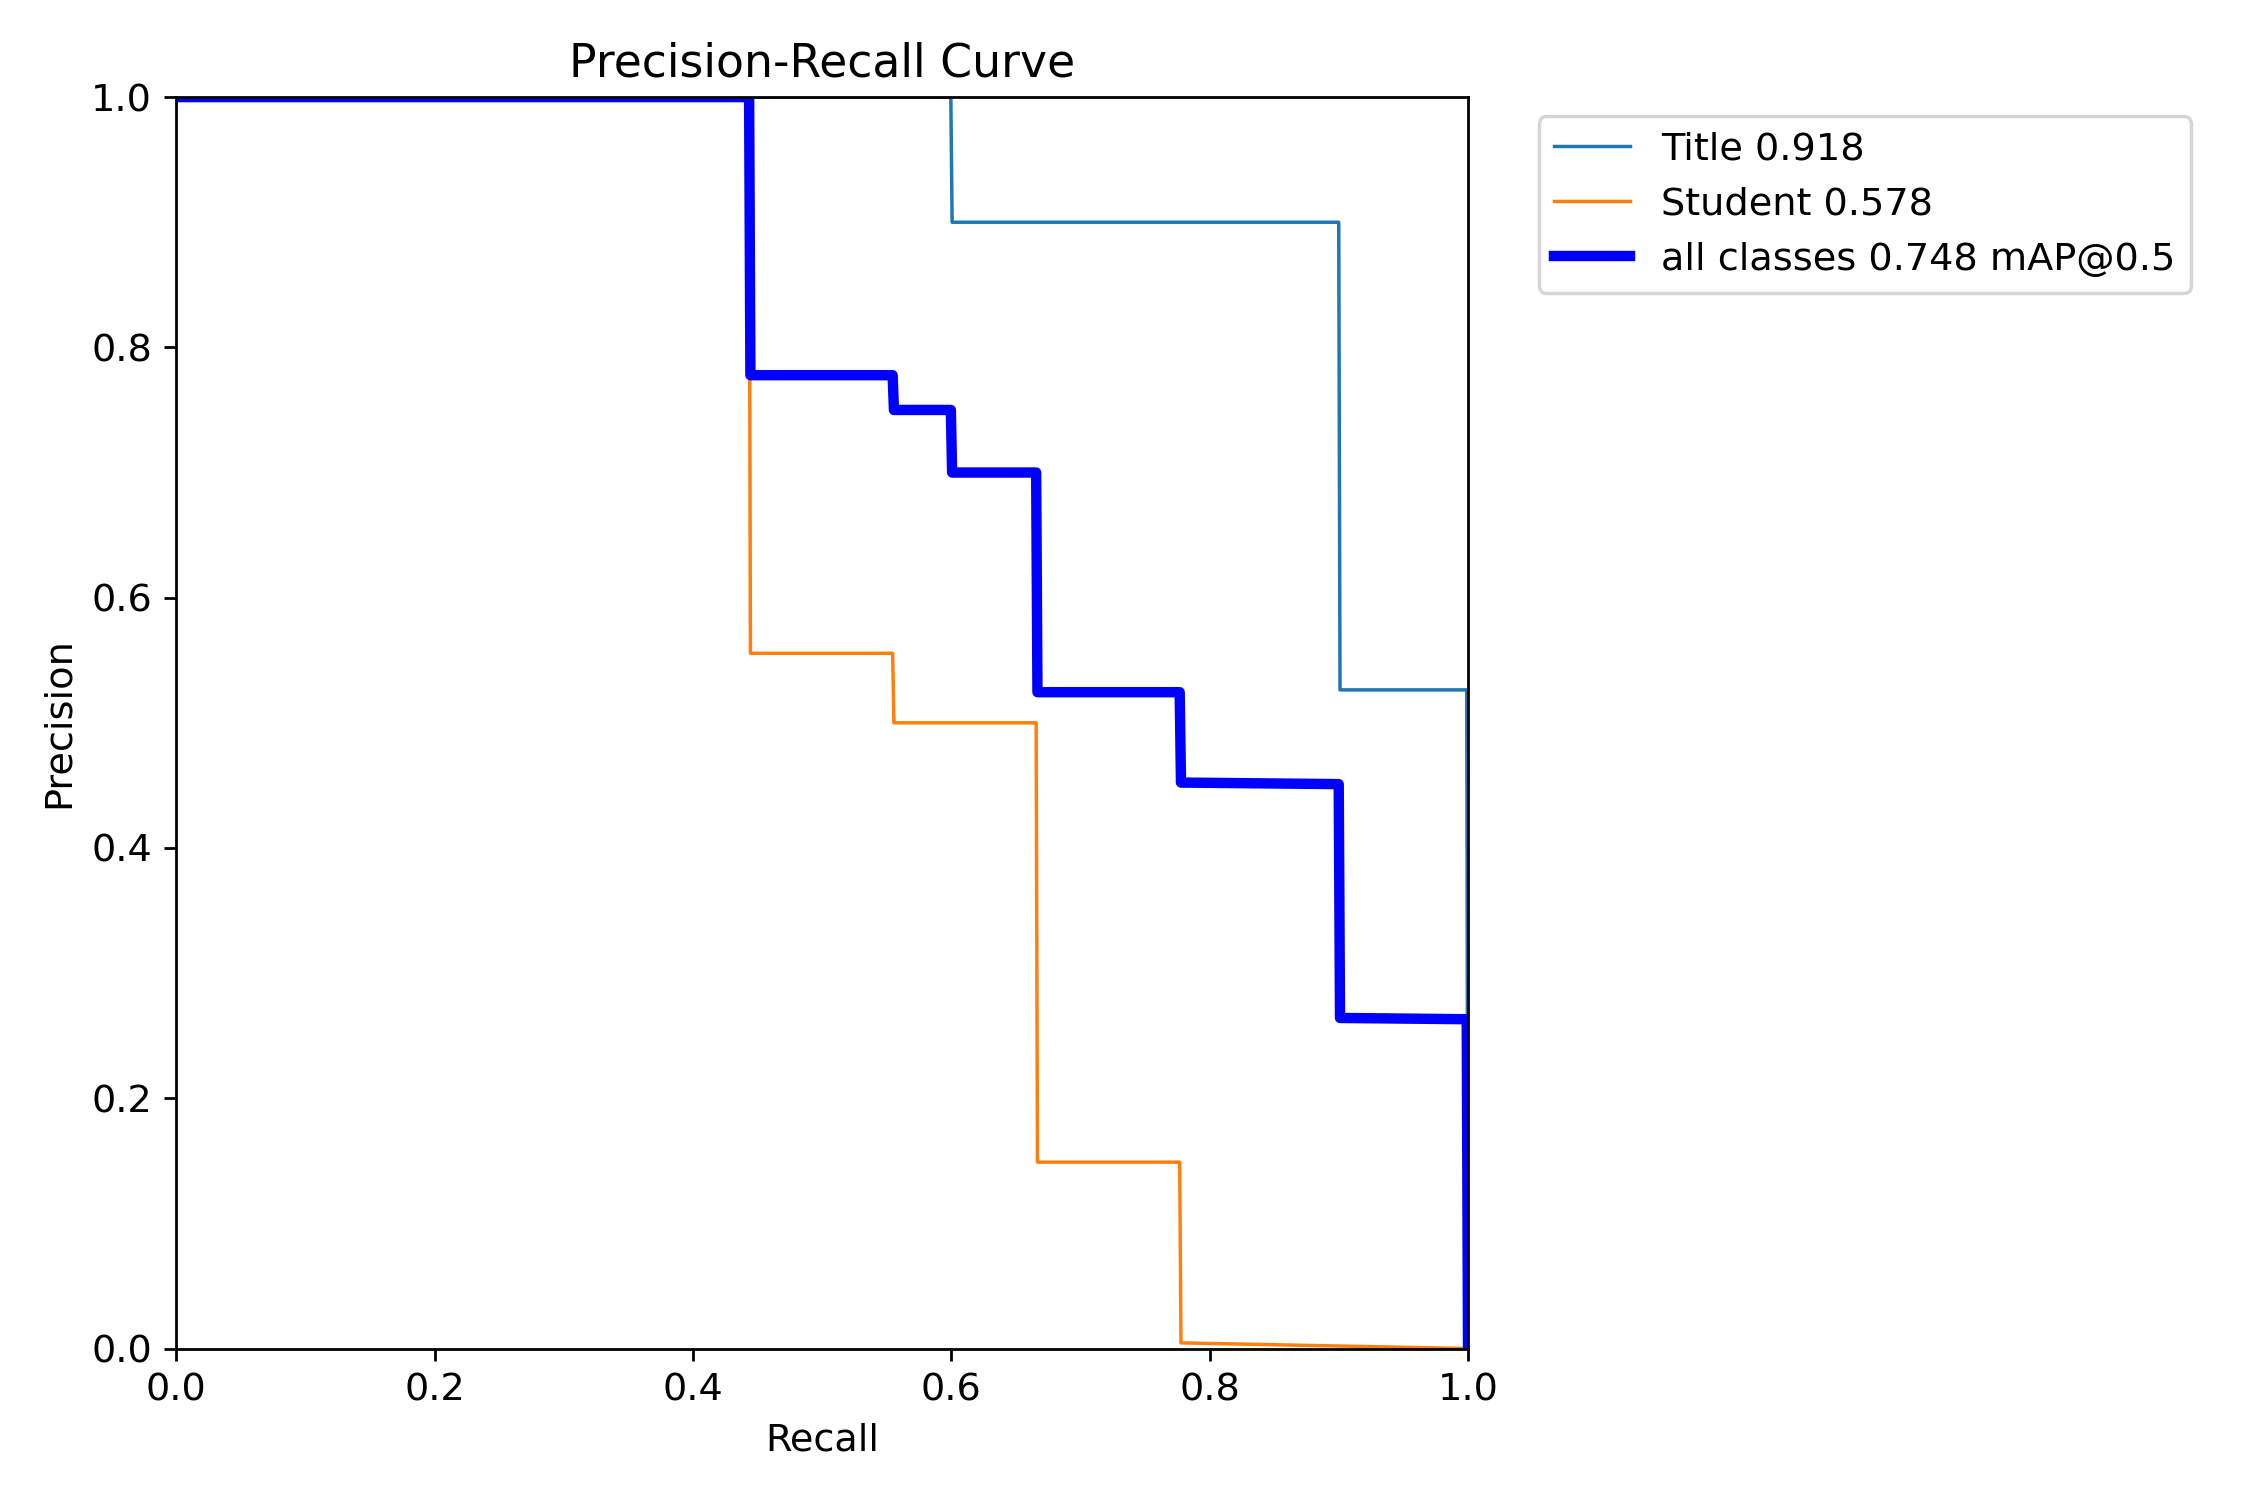 Precision-Recall Curve
Title 0.918
Student 0.578
all classes 0.748 mAP@0.5
1.0
0.8
0.6
0.4
0.2
0.0
Precision
0.0 0.2 0.4 0.6 0.8 1.0
Recall